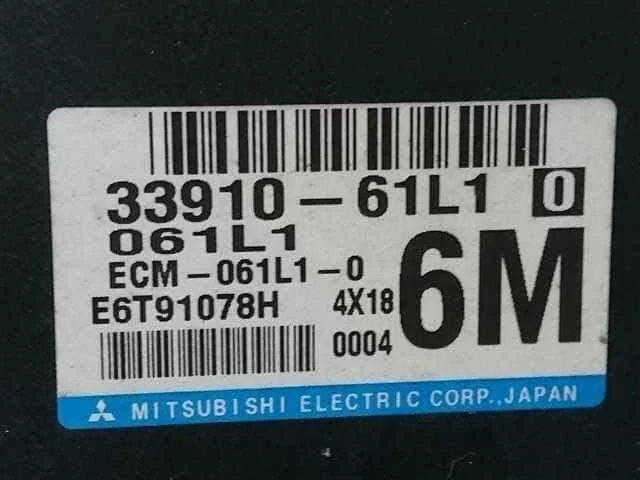 33910-61L1 0
061L1
ECM-061L1-0
6M
E6T91078H 4X18
0004
MITSUBISHI ELECTRIC CORP.,JAPAN